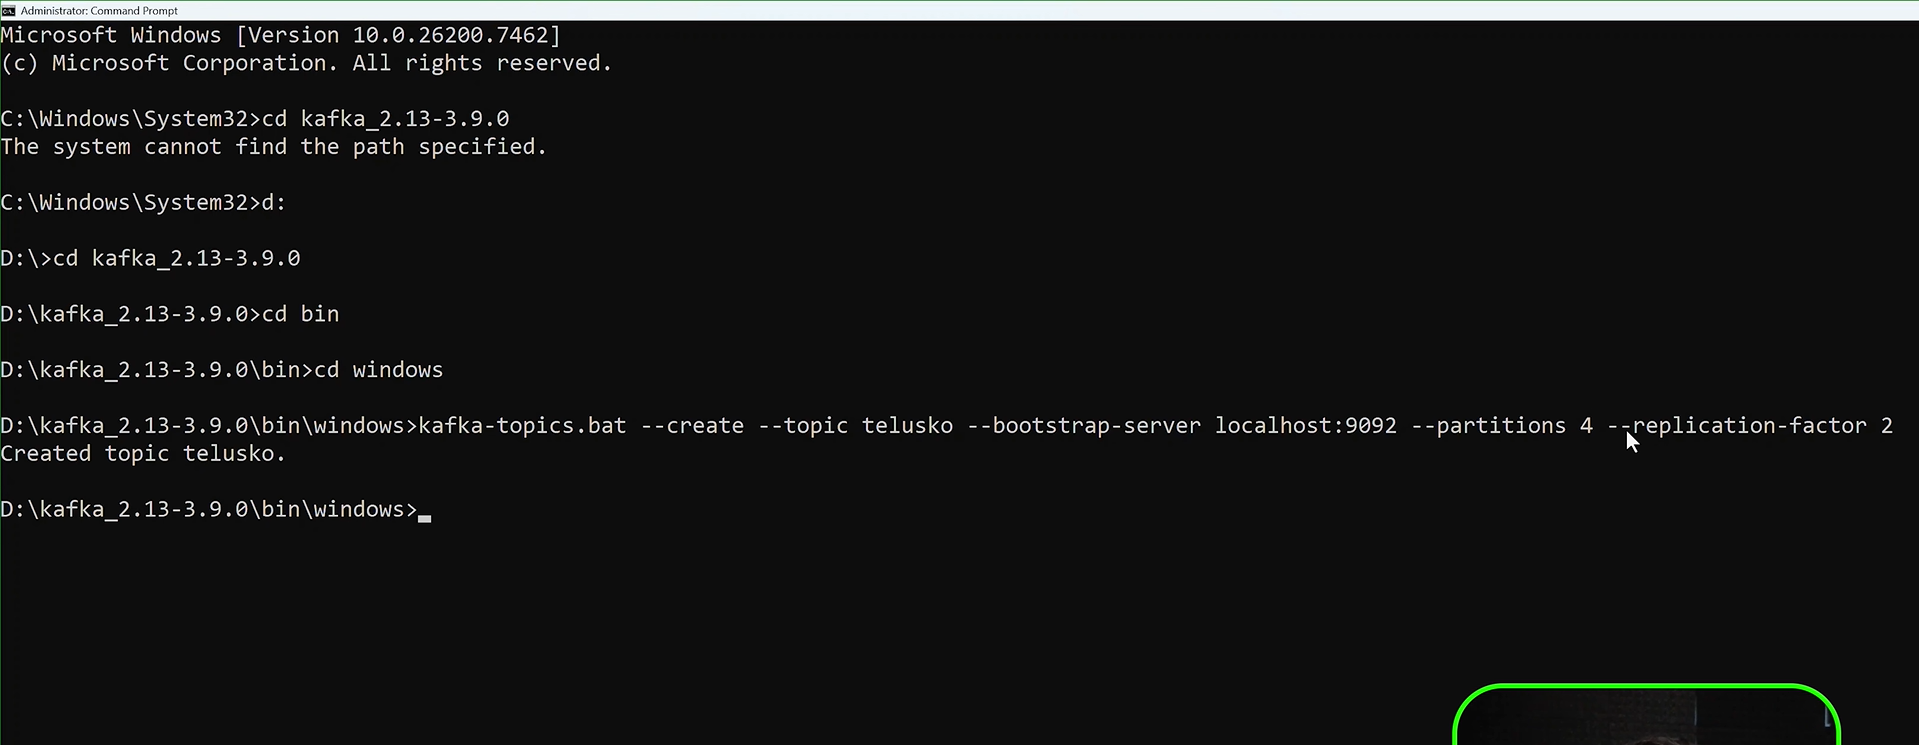 Administrator: Command Prompt
Microsoft Windows [Version 10.0.26200.7462]
(c) Microsoft Corporation. All rights reserved.
C:\Windows\System32>cd kafka_2.13-3.9.0
The system cannot find the path specified.
C:\Windows\System32>d:
D:\>cd kafka_2.13-3.9.0
D:\kafka_2.13-3.9.0>cd bin
D:\kafka_2.13-3.9.0\bin>cd windows
D:\kafka_2.13-3.9.0\bin\windows>kafka-topics.bat --create --topic telusko --bootstrap-server localhost:9092 --partitions 4 --replication-factor 2
Created topic telusko.
D:\kafka_2.13-3.9.0\bin\windows>